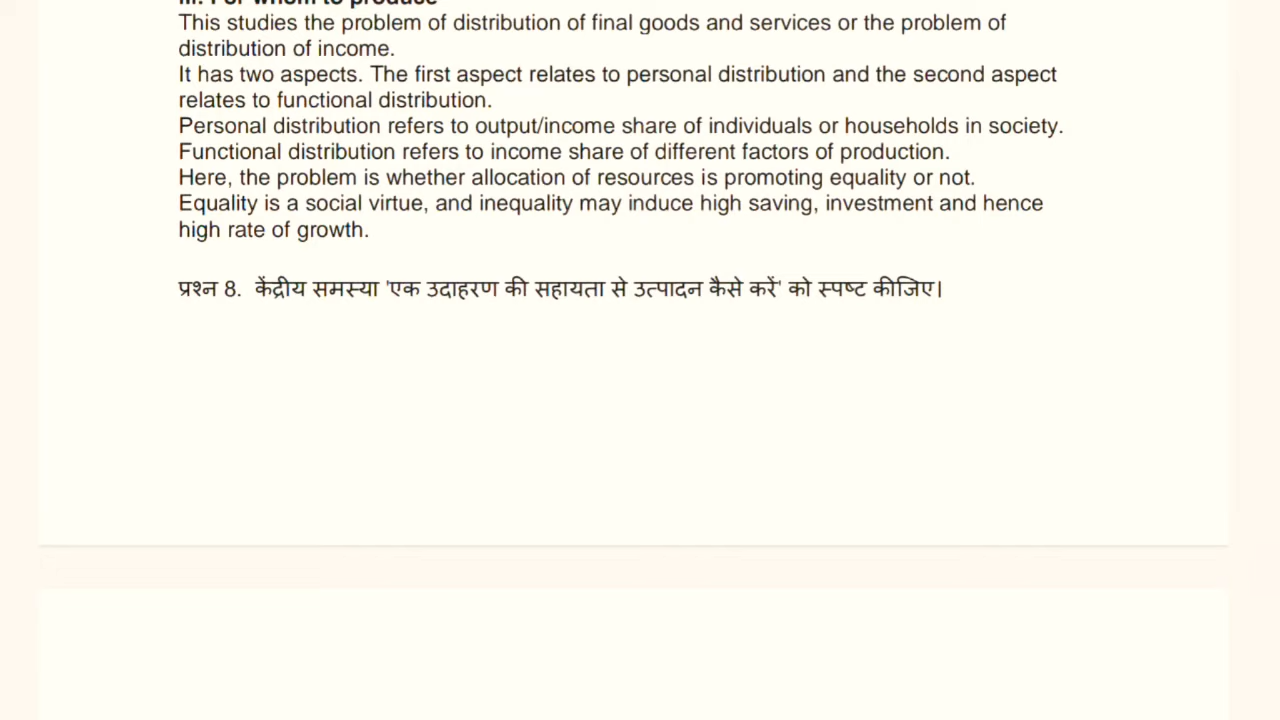 III. For whom to produce
This studies the problem of distribution of final goods and services or the problem of
distribution of income.
It has two aspects. The first aspect relates to personal distribution and the second aspect
relates to functional distribution.
Personal distribution refers to output/income share of individuals or households in society.
Functional distribution refers to income share of different factors of production.
Here, the problem is whether allocation of resources is promoting equality or not.
Equality is a social virtue, and inequality may induce high saving, investment and hence
high rate of growth.
प्रश्न 8. केंद्रीय समस्या 'एक उदाहरण की सहायता से उत्पादन कैसे करें' को स्पष्ट कीजिए।